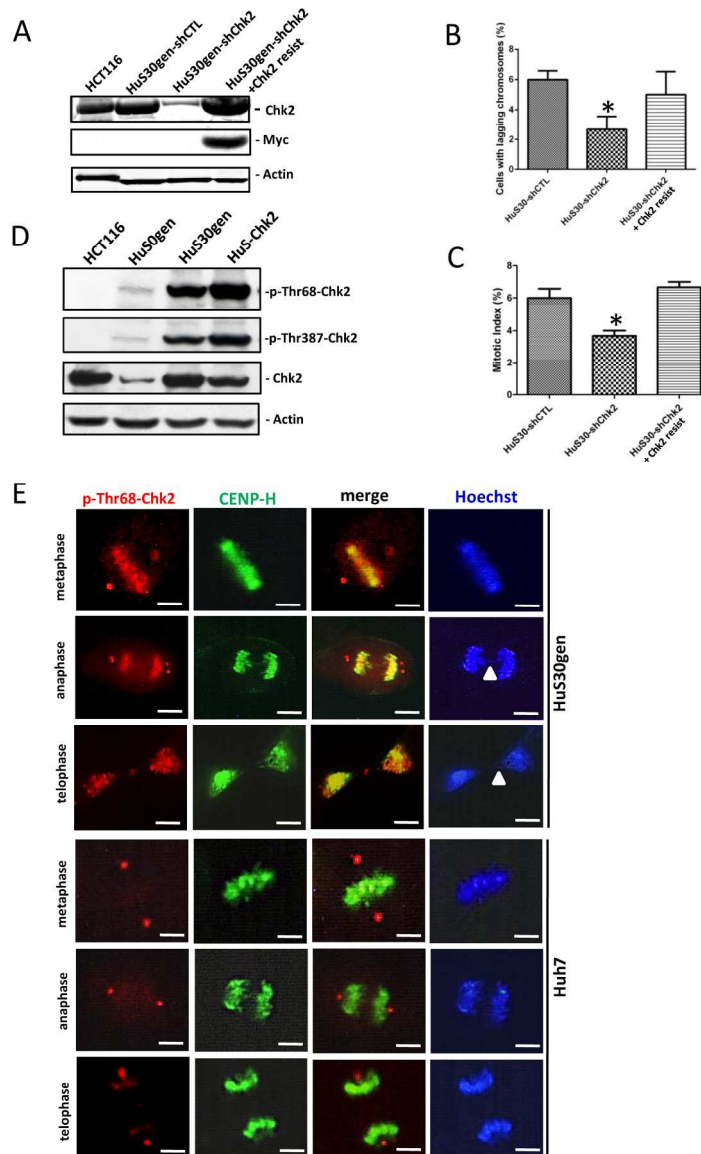 A
HCT116
HuS30gen-shCTL
HuS30gen-shChk2
HuS30gen-shChk2
+Chk2 resist
- Chk2
- Myc
- Actin
B
Cells with lagging chromosomes (%)
8
6
4
2
0
*
HuS30-shCTL
HuS30-shChk2
HuS30-shChk2
+ Chk2 resist
C
Mitotic Index (%)
8
6
4
2
0
*
HuS30-shCTL
HuS30-shChk2
HuS30-shChk2
+ Chk2 resist
D
HCT116
HuS0gen
HuS30gen
HuS-Chk2
-p-Thr68-Chk2
-p-Thr387-Chk2
- Chk2
- Actin
E
p-Thr68-Chk2
CENP-H
merge
Hoechst
metaphase
anaphase
telophase
HuS30gen
metaphase
anaphase
telophase
Huh7